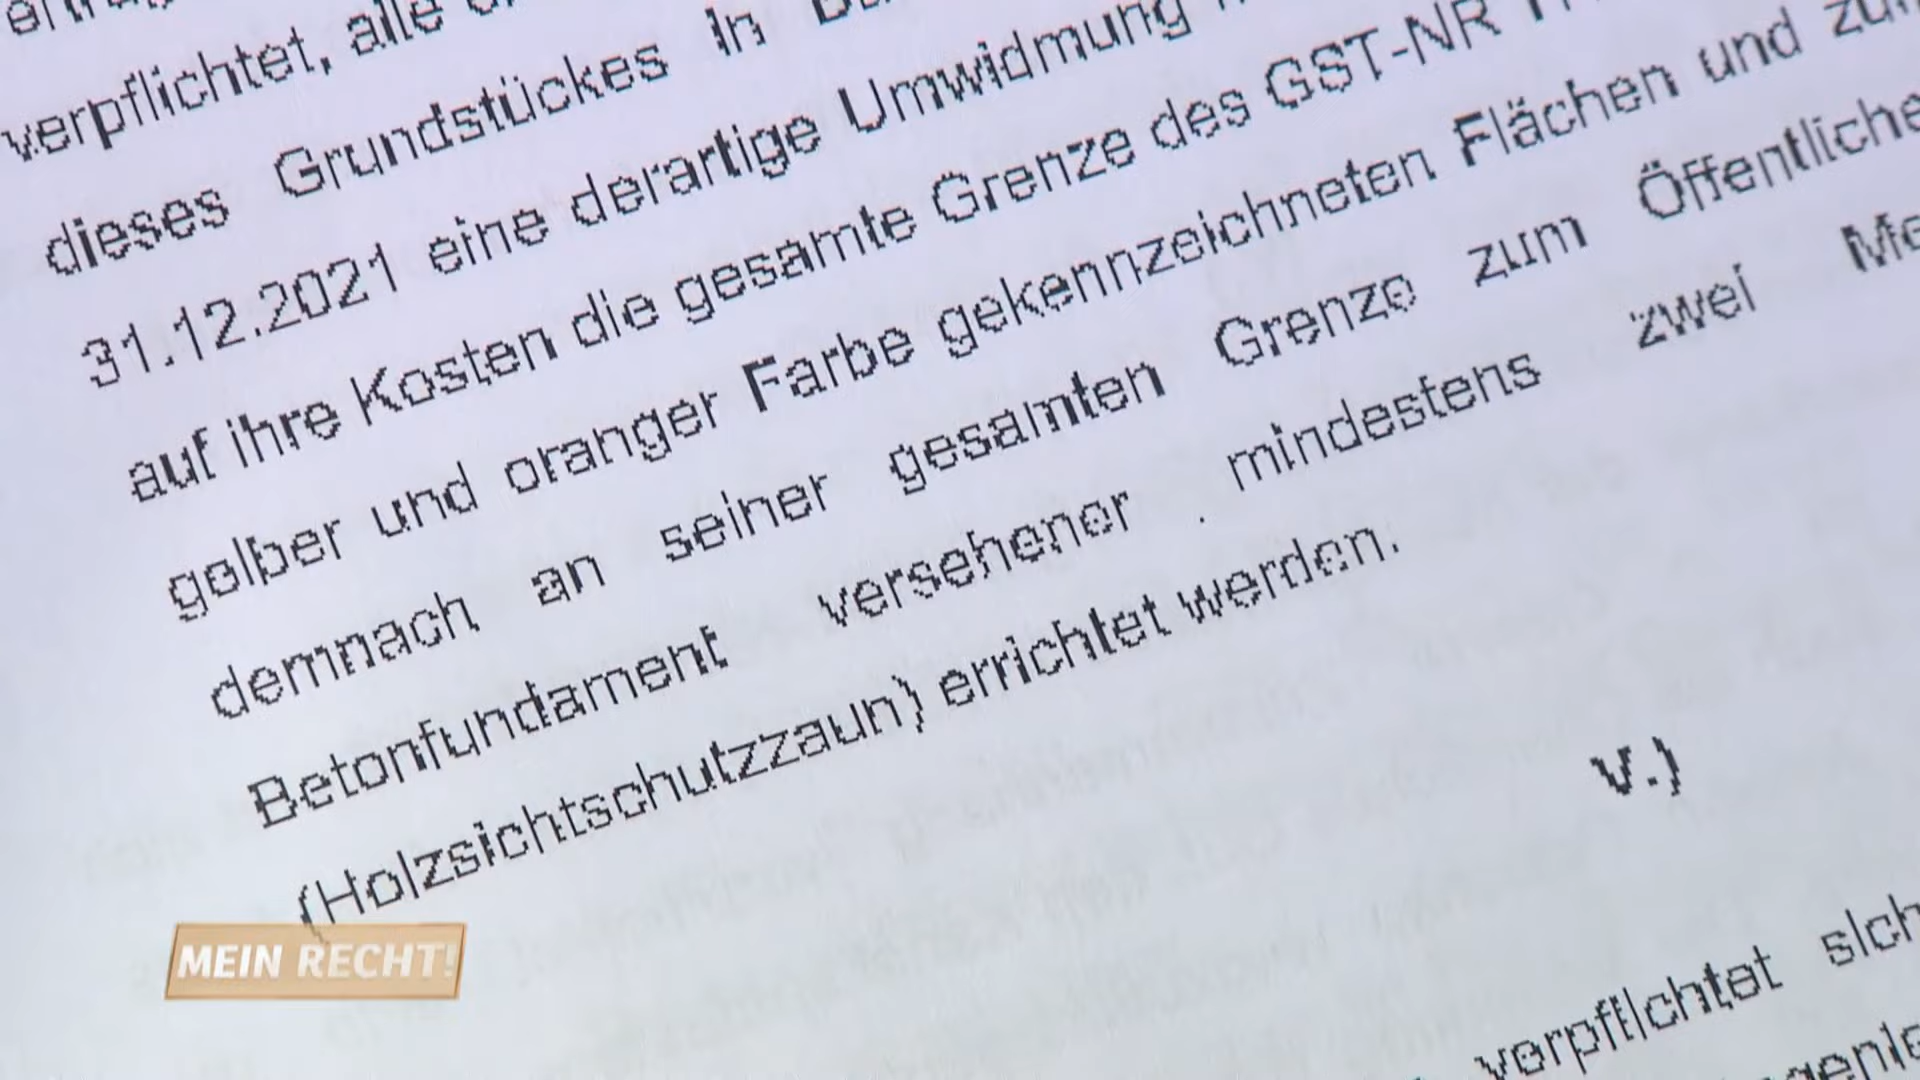 verpflichtet, alle
dieses Grundstückes in
31.12.2021 eine derartige Umwidmung
auf ihre Kosten die gesamte Grenze des GST-NR
gelber und oranger Farbe gekennzeichneten Flächen und
demnach an seiner gesamten Grenze zum Öffentliche
Betonfundament versehener mindestens zwei Me
(Holzsichtschutzzaun) errichtet werden.
V.)
verpflichtet sich
MEIN RECHT!